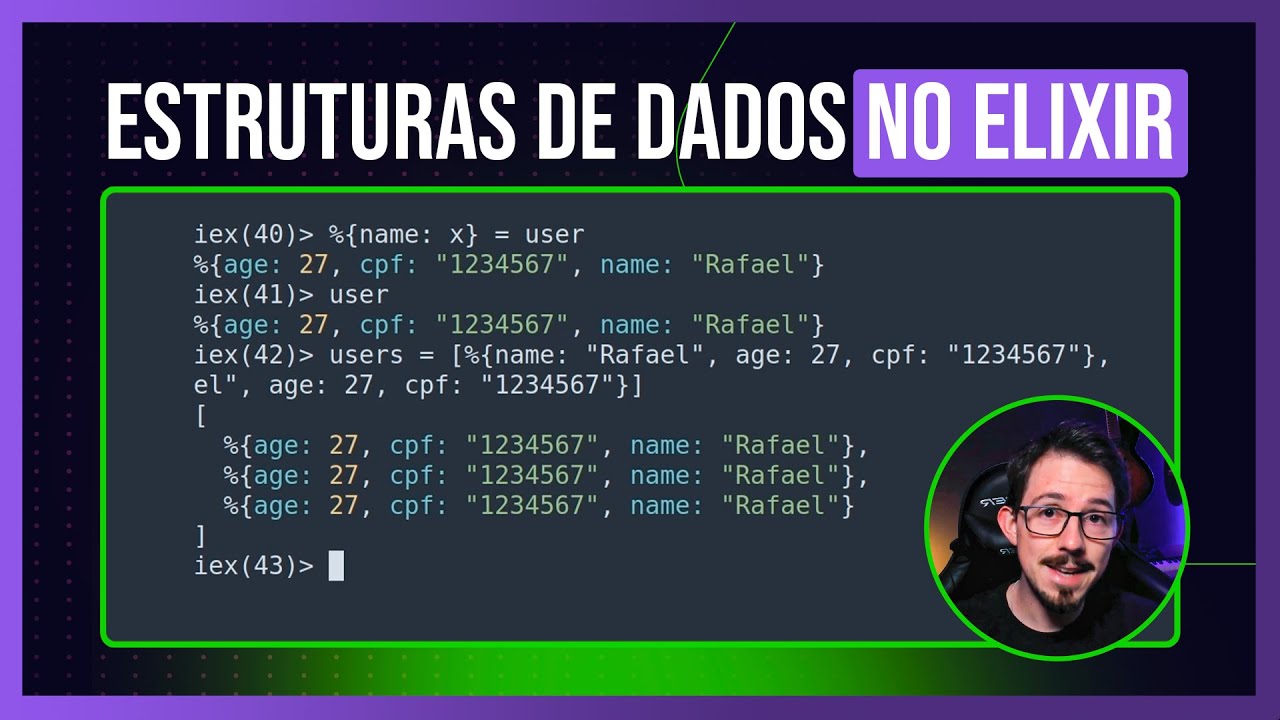 ESTRUTURAS DE DADOS NO ELIXIR
iex(40)> %{name: x} = user
%{age: 27, cpf: "1234567", name: "Rafael"}
iex(41)> user
%{age: 27, cpf: "1234567", name: "Rafael"}
iex(42)> users = [%{name: "Rafael", age: 27, cpf: "1234567"},
el", age: 27, cpf: "1234567"}]
[
%{age: 27, cpf: "1234567", name: "Rafael"},
%{age: 27, cpf: "1234567", name: "Rafael"},
%{age: 27, cpf: "1234567", name: "Rafael"}
]
iex(43)>